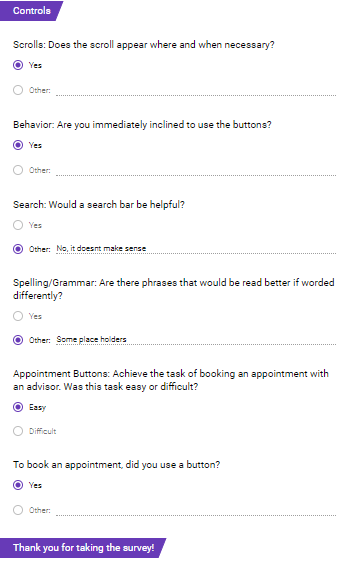 Controls
Scrolls: Does the scroll appear where and when necessary?
Yes
Other:
Behavior: Are you immediately inclined to use the buttons?
Yes
Other:
Search: Would a search bar be helpful?
Yes
Other: No, it doesnt make sense
Spelling/Grammar: Are there phrases that would be read better if worded
differently?
Yes
Other: Some place holders
Appointment Buttons: Achieve the task of booking an appointment with
an advisor. Was this task easy or difficult?
Easy
Difficult
To book an appointment, did you use a button?
Yes
Other:
Thank you for taking the survey!